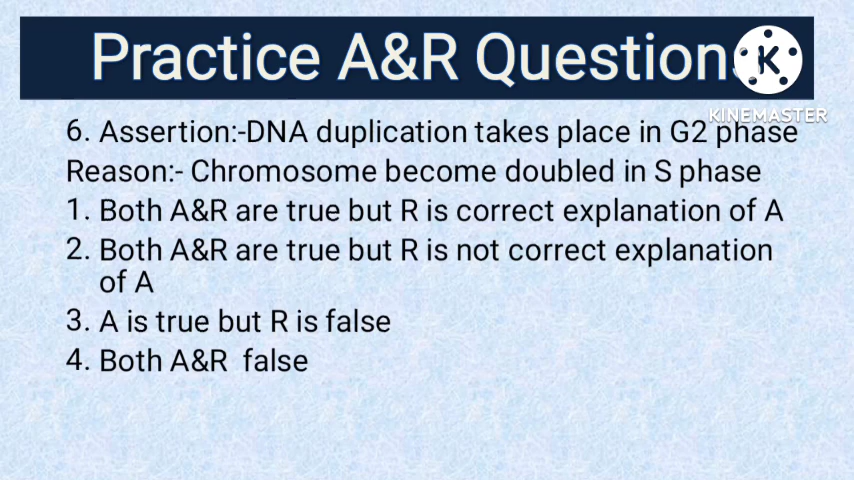 Practice A&R Questions
K
KINEMASTER
6. Assertion:-DNA duplication takes place in G2 phase
Reason:- Chromosome become doubled in S phase
1. Both A&R are true but R is correct explanation of A
2. Both A&R are true but R is not correct explanation
of A
3. A is true but R is false
4. Both A&R false